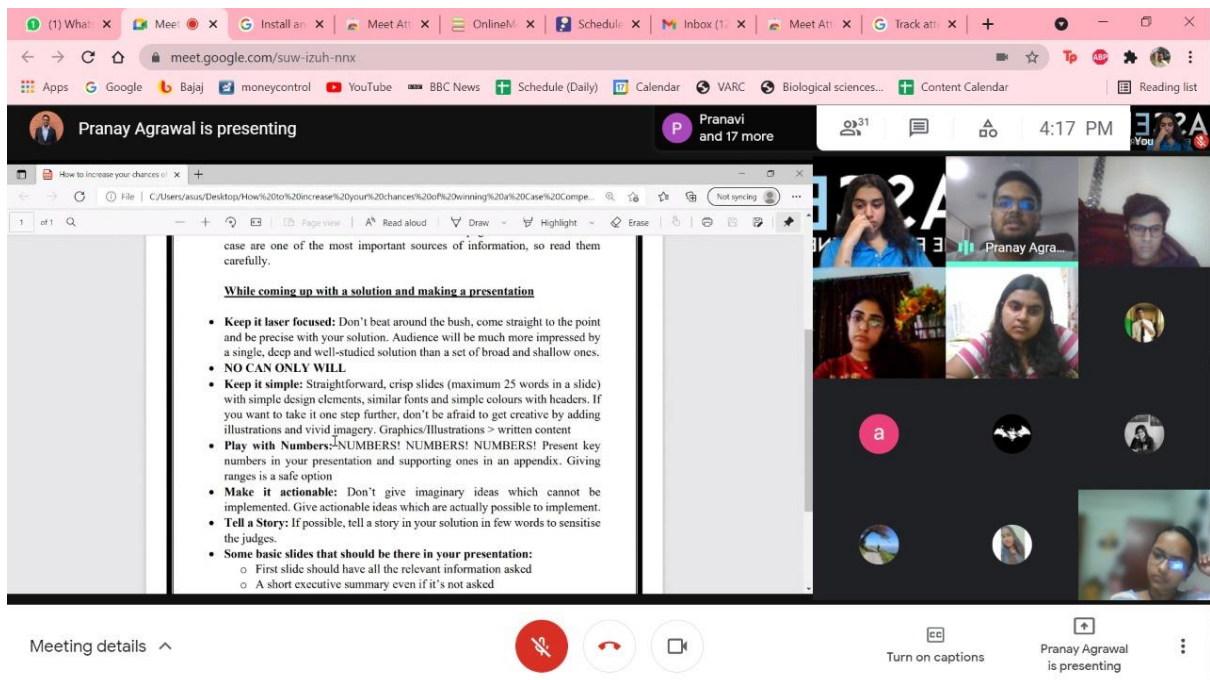 (1) What
Meet
Install an
Meet Att
OnlineM
Schedule
Inbox (1
Meet Att
Track att
meet.google.com/suw-izuh-nnx
Tp
ABP
Apps
Google
Bajaj
moneycontrol
YouTube
BBC News
Schedule (Daily)
17
Calendar
VARC
Biological sciences...
Content Calendar
Reading list
Pranay Agrawal is presenting
P
Pranavi
and 17 more
31
4:17 PM
You
How to increase your chances of
File
C:/Users/asus/Desktop/How%20to%20increase%20your%20chances%20of%20winning%20a%20Case%20Compe...
Not syncing
1 of 1
Page view
Read aloud
Draw
Highlight
Erase
case are one of the most important sources of information, so read them
carefully.
While coming up with a solution and making a presentation
• Keep it laser focused: Don't beat around the bush, come straight to the point
and be precise with your solution. Audience will be much more impressed by
a single, deep and well-studied solution than a set of broad and shallow ones.
• NO CAN ONLY WILL
• Keep it simple: Straightforward, crisp slides (maximum 25 words in a slide)
with simple design elements, similar fonts and simple colours with headers. If
you want to take it one step further, don't be afraid to get creative by adding
illustrations and vivid imagery. Graphics/Illustrations > written content
• Play with Numbers: NUMBERS! NUMBERS! NUMBERS! Present key
numbers in your presentation and supporting ones in an appendix. Giving
ranges is a safe option
• Make it actionable: Don't give imaginary ideas which cannot be
implemented. Give actionable ideas which are actually possible to implement.
• Tell a Story: If possible, tell a story in your solution in few words to sensitise
the judges.
• Some basic slides that should be there in your presentation:
o First slide should have all the relevant information asked
o A short executive summary even if it's not asked
Pranay Agra...
a
Meeting details
CC
Turn on captions
Pranay Agrawal
is presenting